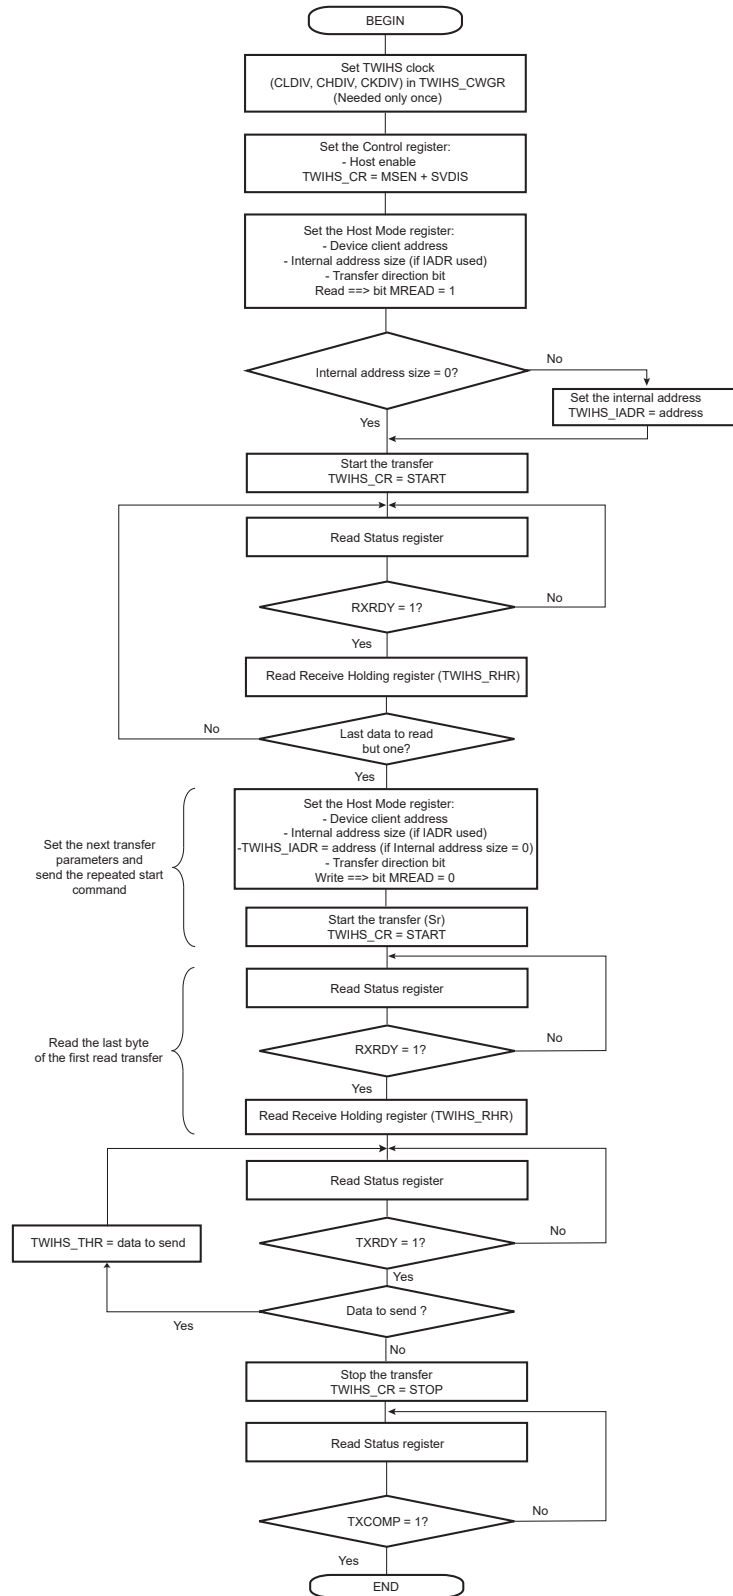 BEGIN
Set TWIHS clock
(CLDIV, CHDIV, CKDIV) in TWIHS_CWGR
(Needed only once)
Set the Control register:
- Host enable
TWIHS_CR = MSEN + SVDIS
Set the Host Mode register:
- Device client address
- Internal address size (if IADR used)
- Transfer direction bit
Read ==> bit MREAD = 1
Internal address size = 0?
No
Set the internal address
TWIHS_IADR = address
Yes
Start the transfer
TWIHS_CR = START
Read Status register
RXRDY = 1?
No
Yes
Read Receive Holding register (TWIHS_RHR)
Last data to read
but one?
No
Yes
Set the next transfer
parameters and
send the repeated start
command
Set the Host Mode register:
- Device client address
- Internal address size (if IADR used)
-TWIHS_IADR = address (if Internal address size = 0)
- Transfer direction bit
Write ==> bit MREAD = 0
Start the transfer (Sr)
TWIHS_CR = START
Read the last byte
of the first read transfer
Read Status register
RXRDY = 1?
No
Yes
Read Receive Holding register (TWIHS_RHR)
Read Status register
TWIHS_THR = data to send
TXRDY = 1?
No
Yes
Data to send ?
Yes
No
Stop the transfer
TWIHS_CR = STOP
Read Status register
TXCOMP = 1?
No
Yes
END